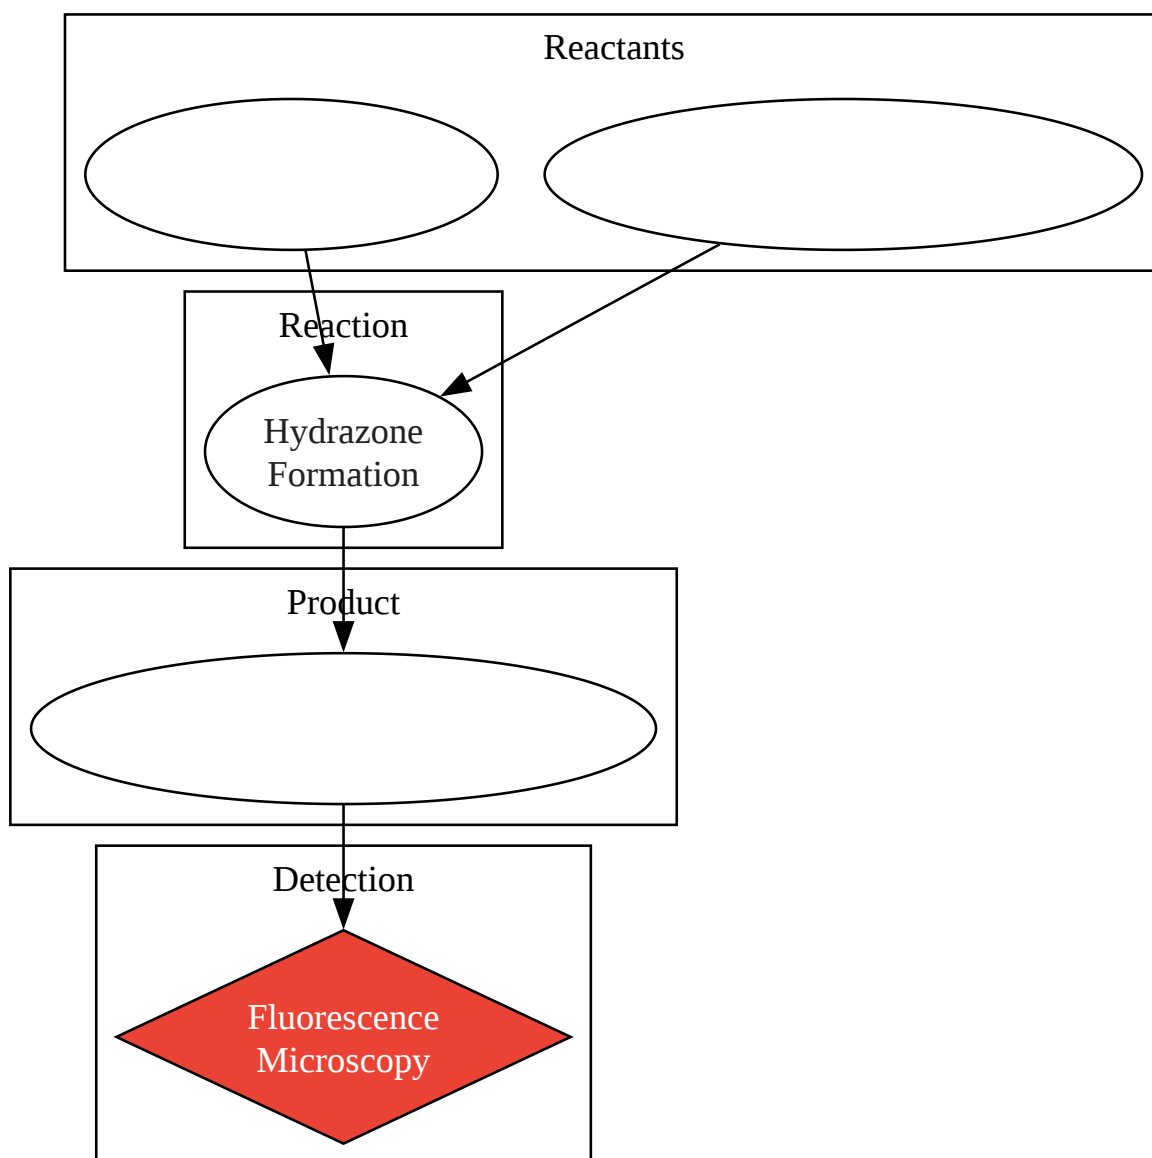 Reactants
Reaction
Hydrazone
Formation
Product
Detection
Fluorescence
Microscopy